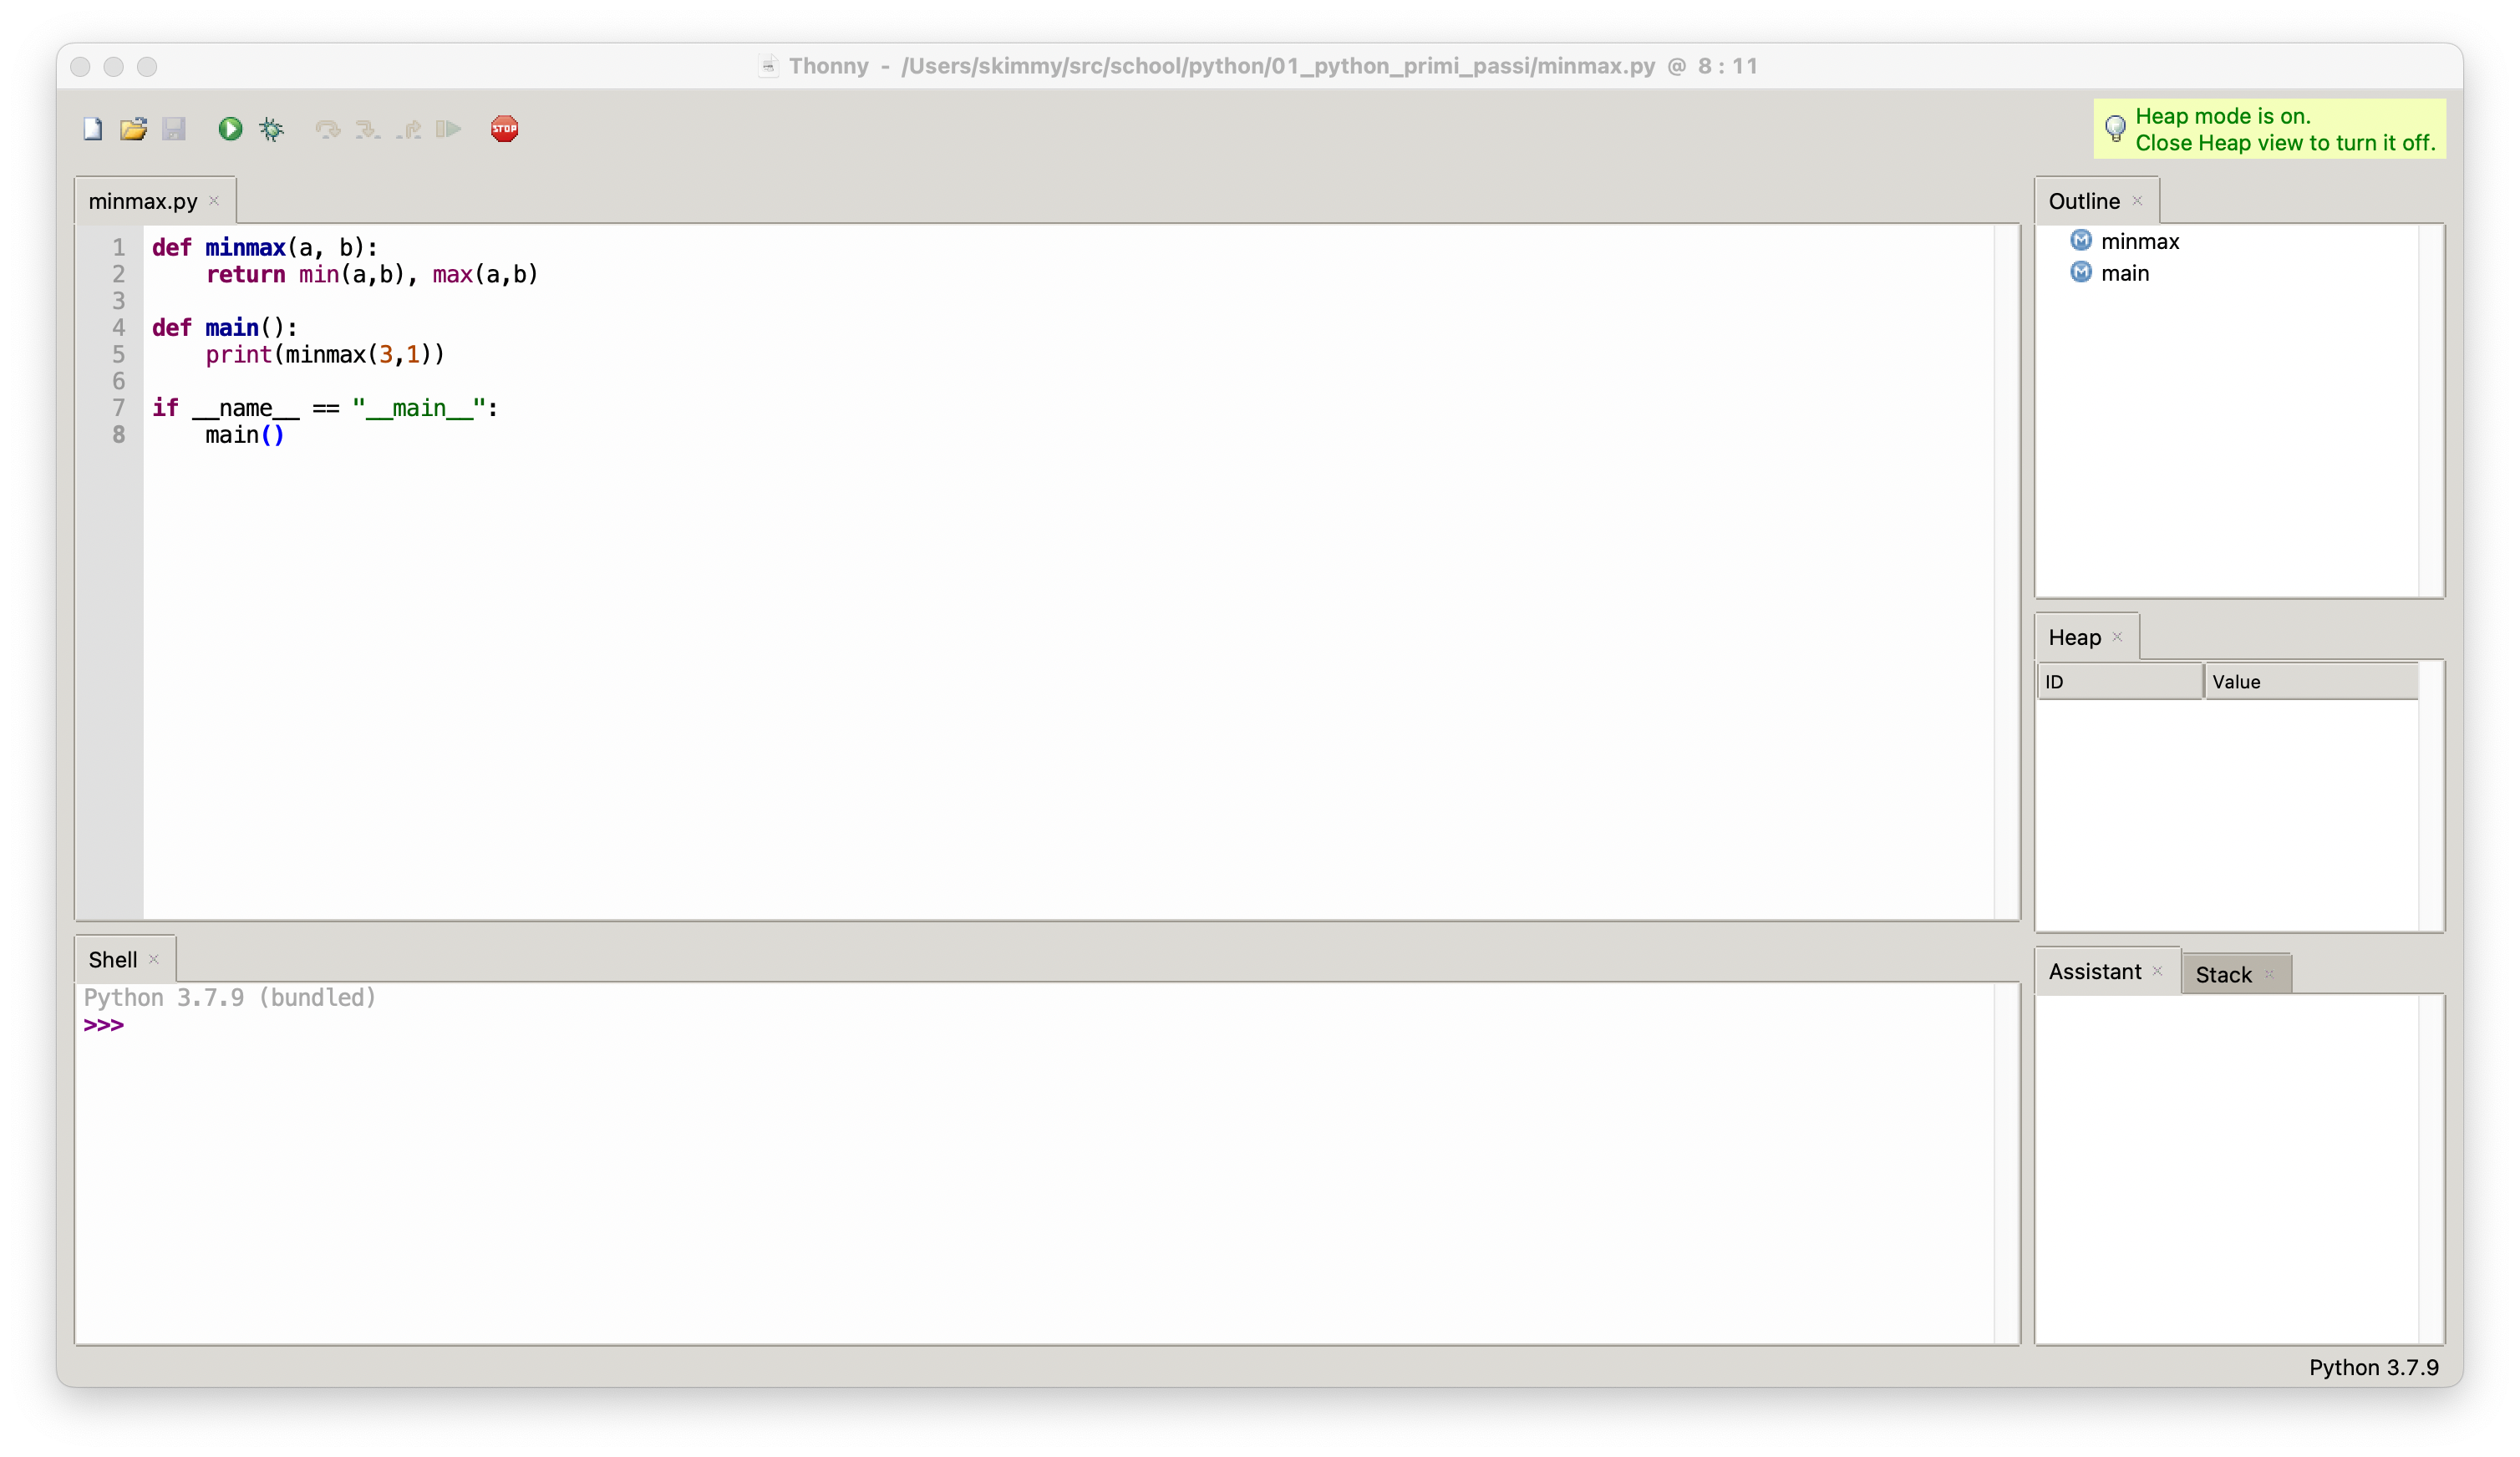 Thonny - /Users/skimmy/src/school/python/01_python_primi_passi/minmax.py @ 8 : 11
STOP
Heap mode is on.
Close Heap view to turn it off.
minmax.py
1 def minmax(a, b):
2     return min(a,b), max(a,b)
3
4 def main():
5     print(minmax(3,1))
6
7 if __name__ == "__main__":
8     main()
Outline
minmax
main
Heap
ID Value
Shell
Python 3.7.9 (bundled)
>>>
Assistant Stack
Python 3.7.9